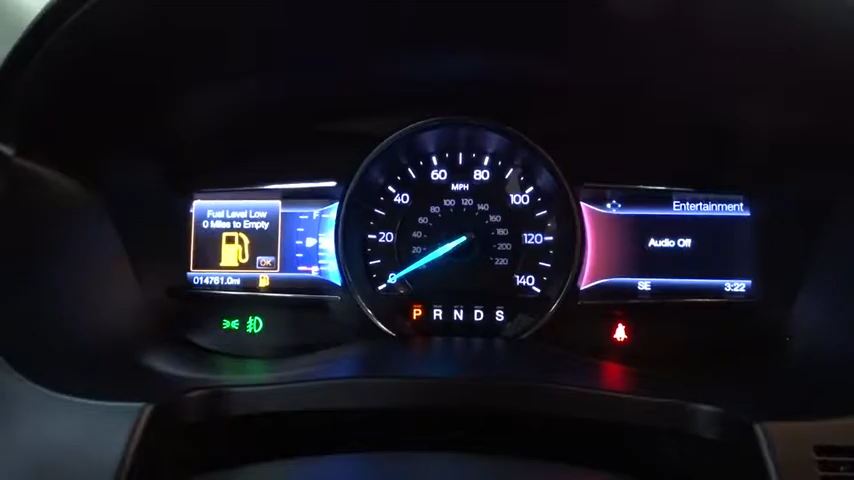 Fuel Level Low
0 Miles to Empty
OK
014761.0mi
F
MPH
0
20
40
60
80
100
120
140
20
40
60
80
100
120
140
160
180
200
220
P R N D S
Entertainment
Audio Off
SE
3:22